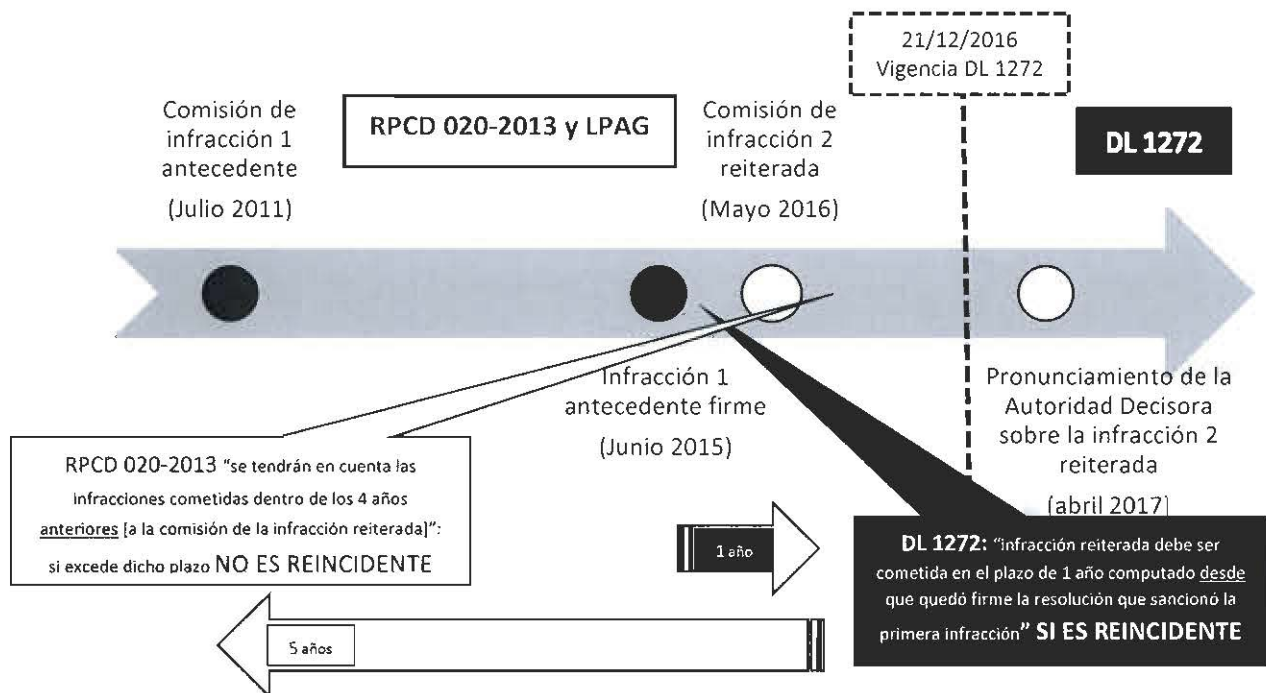 21/12/2016
Vigencia DL 1272
Comisión de
infracción 1
antecedente
(Julio 2011)
RPCD 020-2013 y LPAG
Comisión de
infracción 2
reiterada
(Mayo 2016)
DL 1272
Infracción 1
antecedente firme
(Junio 2015)
Pronunciamiento de la
Autoridad Decisora
sobre la infracción 2
reiterada
(abril 2017)
RPCD 020-2013 "se tendrán en cuenta las
infracciones cometidas dentro de los 4 años
anteriores [a la comisión de la infracción reiterada]":
si excede dicho plazo NO ES REINCIDENTE
1 año
DL 1272: "infracción reiterada debe ser
cometida en el plazo de 1 año computado desde
que quedó firme la resolución que sancionó la
primera infracción" SI ES REINCIDENTE
5 años